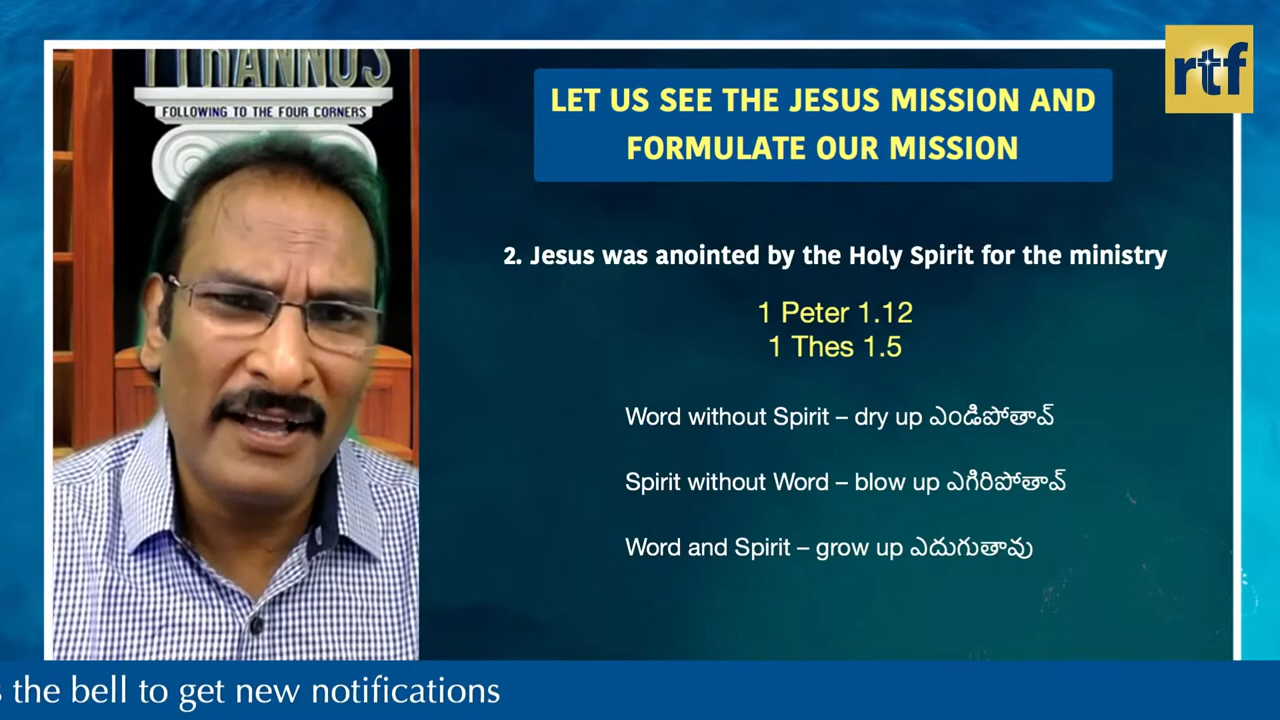 TYRANNUS
FOLLOWING TO THE FOUR CORNERS
rtf
LET US SEE THE JESUS MISSION AND
FORMULATE OUR MISSION
2. Jesus was anointed by the Holy Spirit for the ministry
1 Peter 1.12
1 Thes 1.5
Word without Spirit – dry up ఎండిపోతావ్
Spirit without Word – blow up ఎగిరిపోతావ్
Word and Spirit – grow up ఎదుగుతావు
the bell to get new notifications